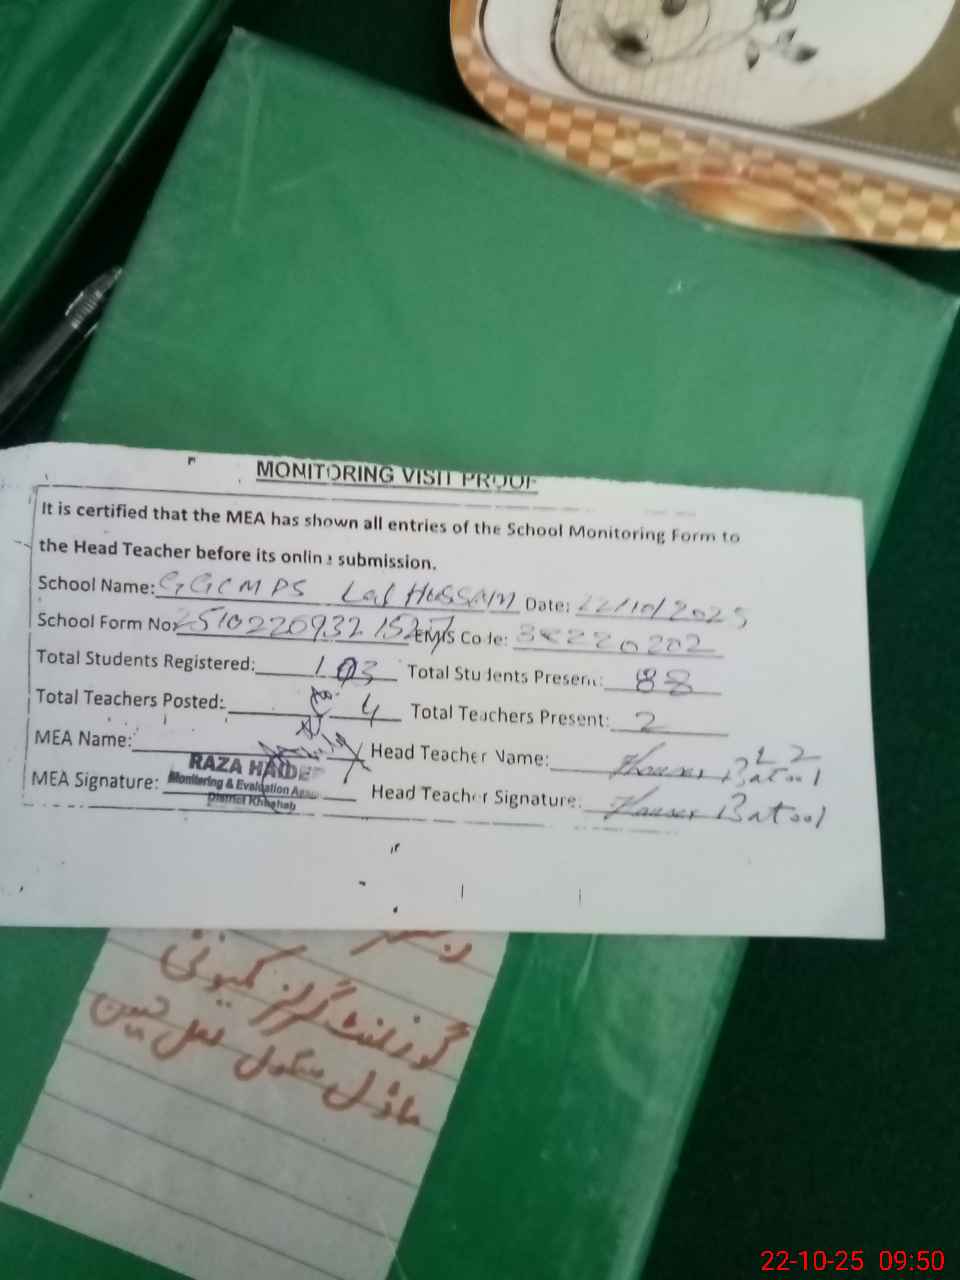 MONITORING VISIT PROOF
It is certified that the MEA has shown all entries of the School Monitoring Form to
the Head Teacher before its online submission.
School Name: GGCMPS Lal Hussain Date: 22/10/2025
School Form No: EMIS Code: 38220202
Total Students Registered: 103 Total Students Present: 88
Total Teachers Posted: 4 Total Teachers Present: 2
MEA Name: Head Teacher Name: Kauser Batool
RAZA HAIDER
MEA Signature: Head Teacher Signature: Kauser Batool
Monitoring & Evaluation
District Khushab
رجسٹر
گورنمنٹ گرلز کمیونٹی
ماڈل سکول لعل حسین
22-10-25 09:50